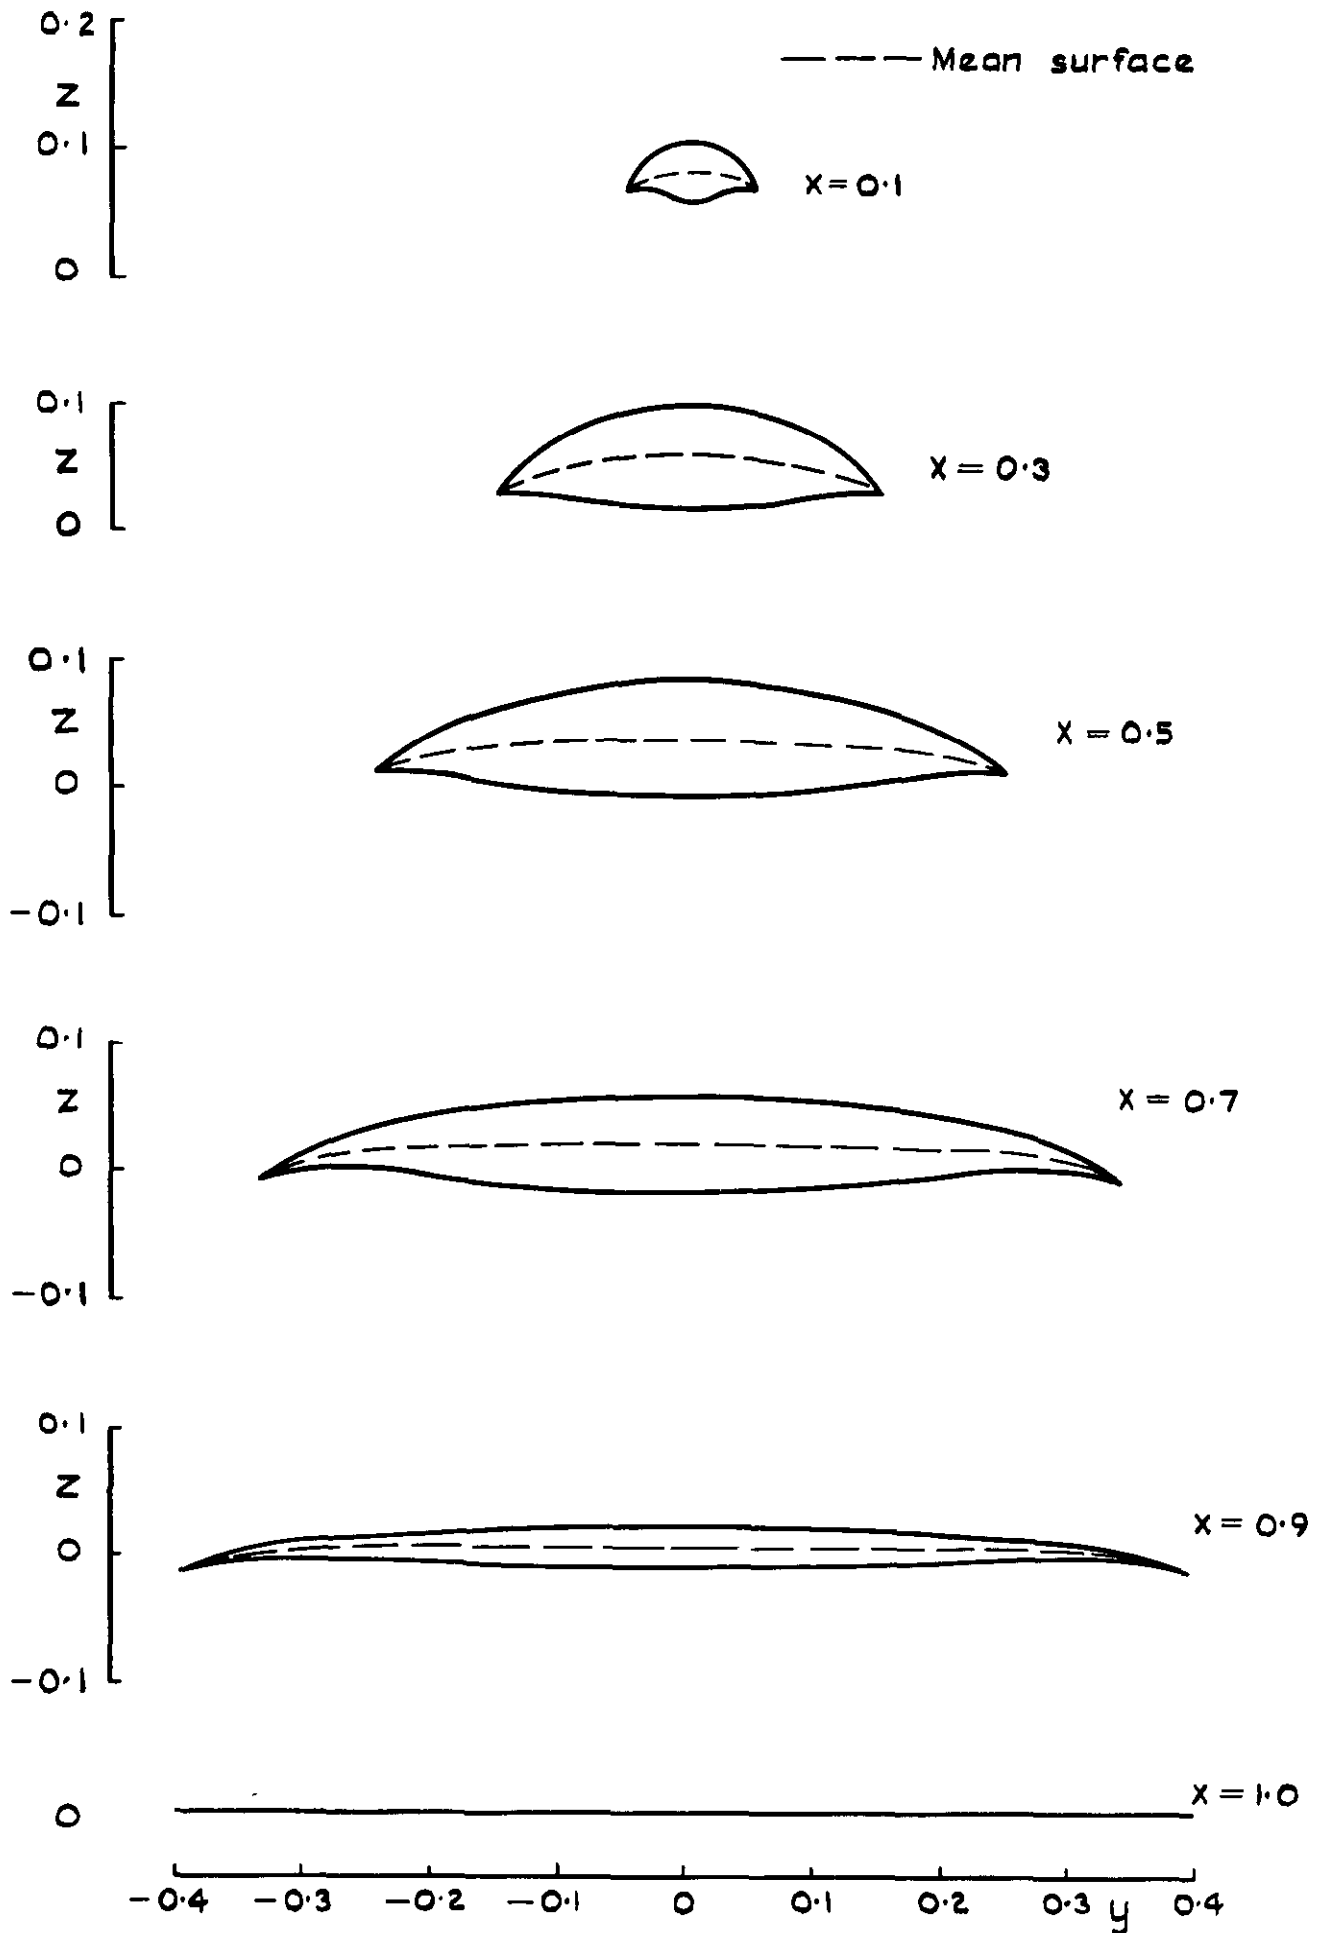 0·2
— — — — Mean surface
Z
0·1
x = 0·1
0
0·1
Z
x = 0·3
0
0·1
Z
x = 0·5
0
-0·1
0·1
Z
x = 0·7
0
-0·1
0·1
Z
x = 0·9
0
-0·1
x = 1·0
0
-0·4 -0·3 -0·2 -0·1 0 0·1 0·2 0·3 y 0·4